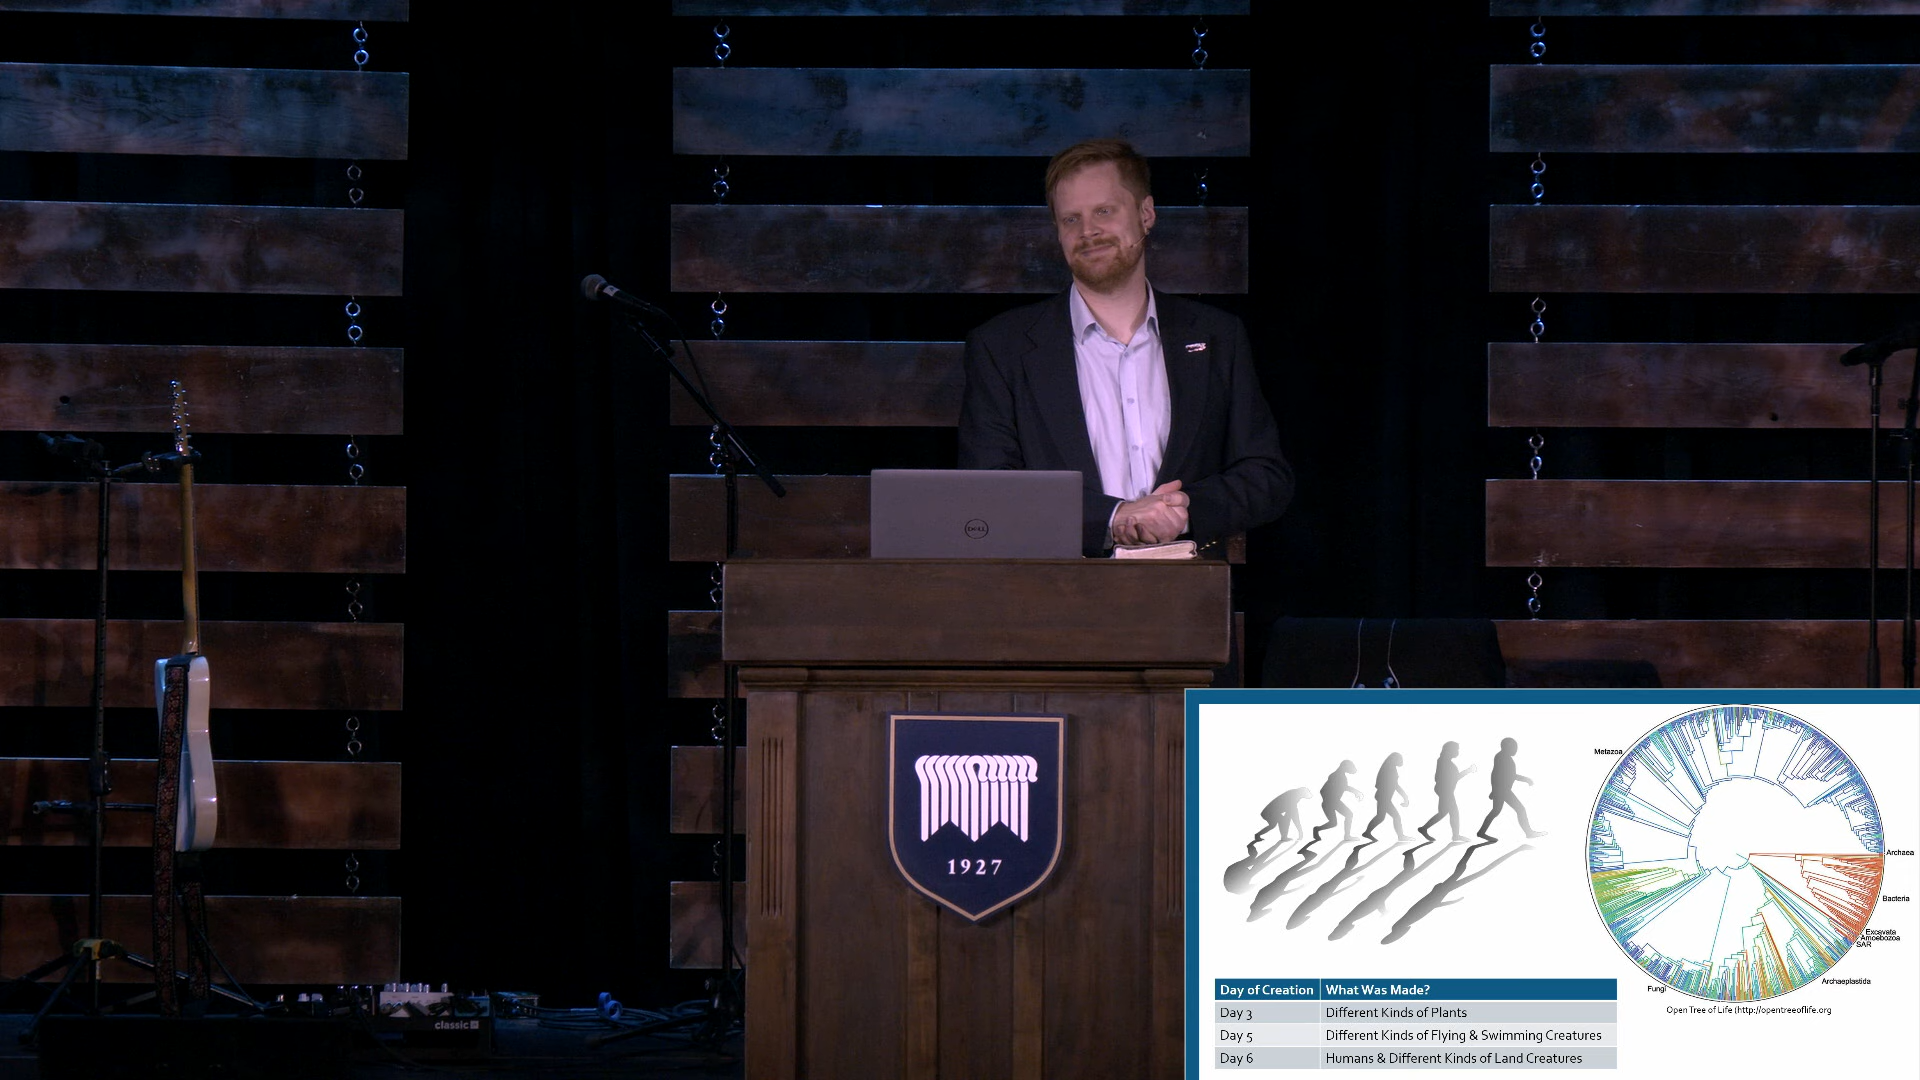 DELL
1927
classic
Metazoa
Archaea
Bacteria
Excavata
Amoebozoa
SAR
Archaeplastida
Fungi
Open Tree of Life (http://opentreeoflife.org
Day of Creation What Was Made?
Day 3 Different Kinds of Plants
Day 5 Different Kinds of Flying & Swimming Creatures
Day 6 Humans & Different Kinds of Land Creatures